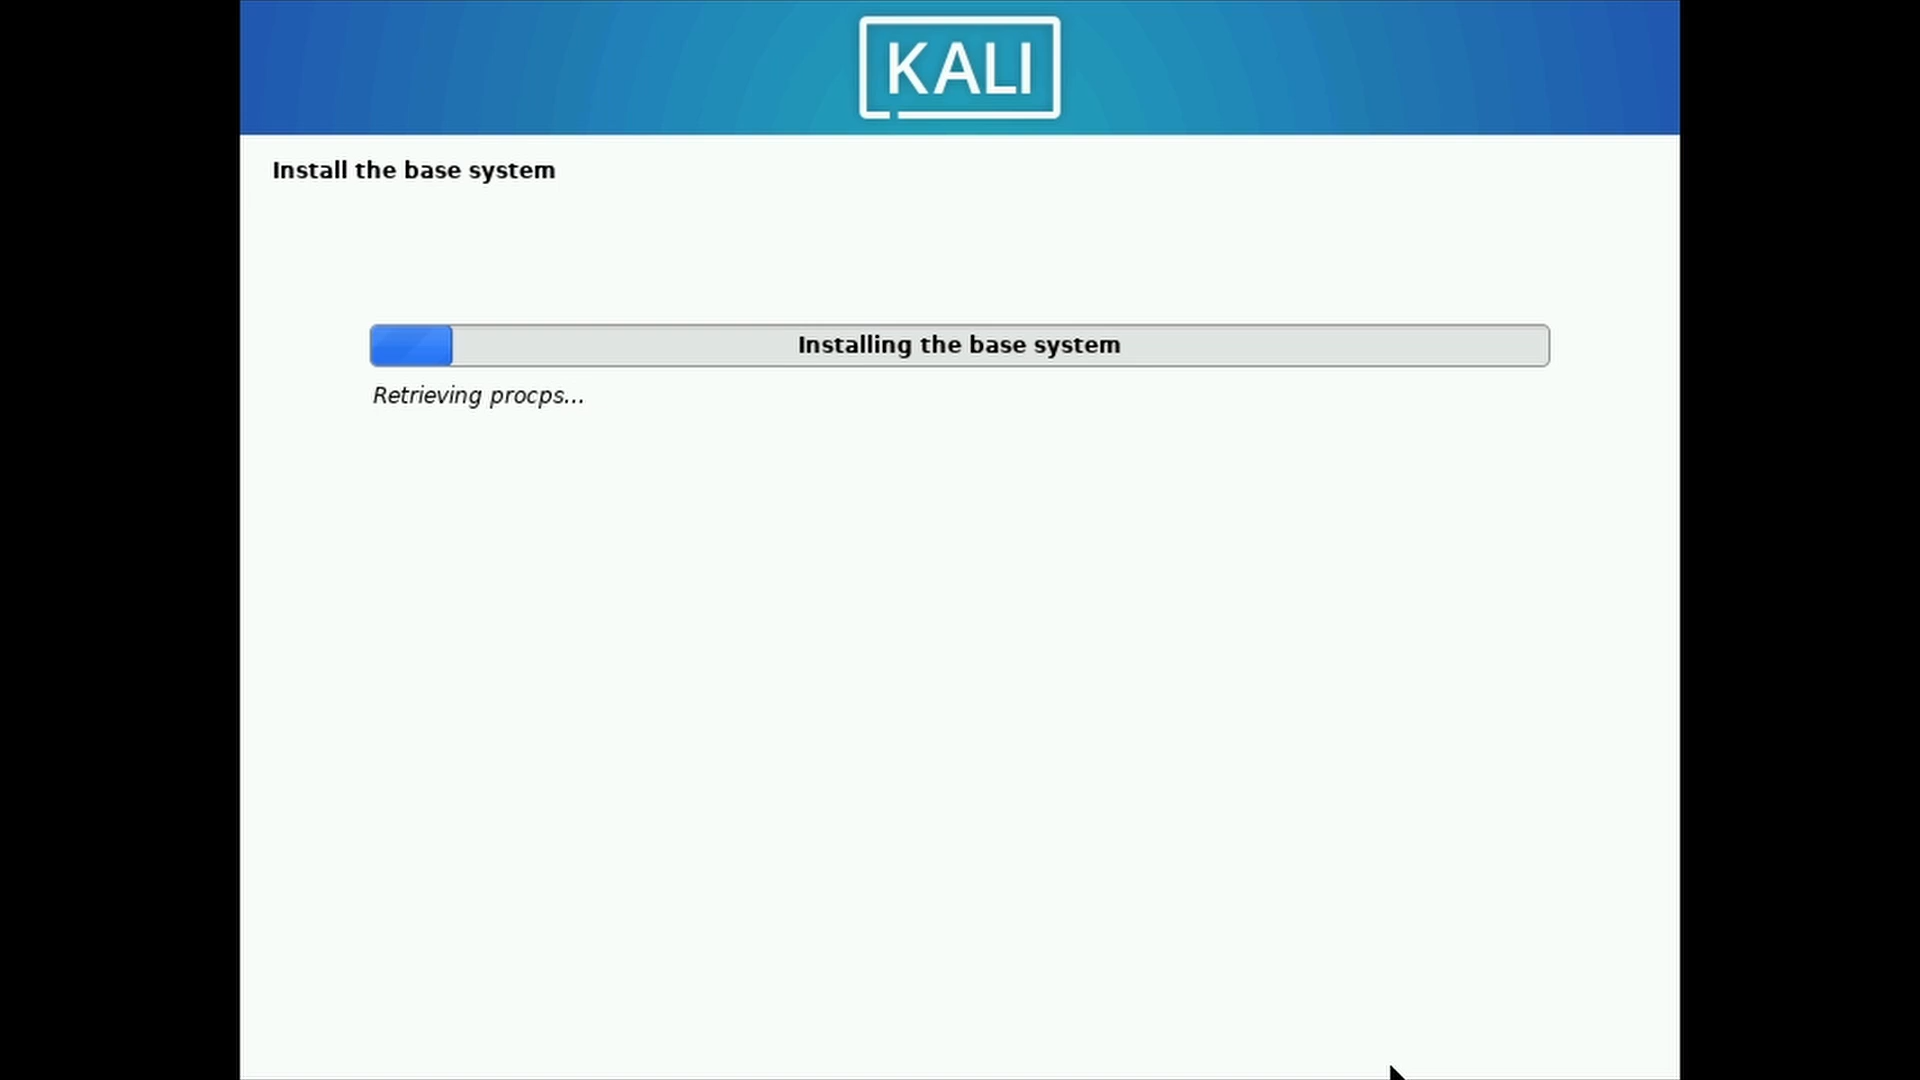 KALI
Install the base system
Installing the base system
Retrieving procps...